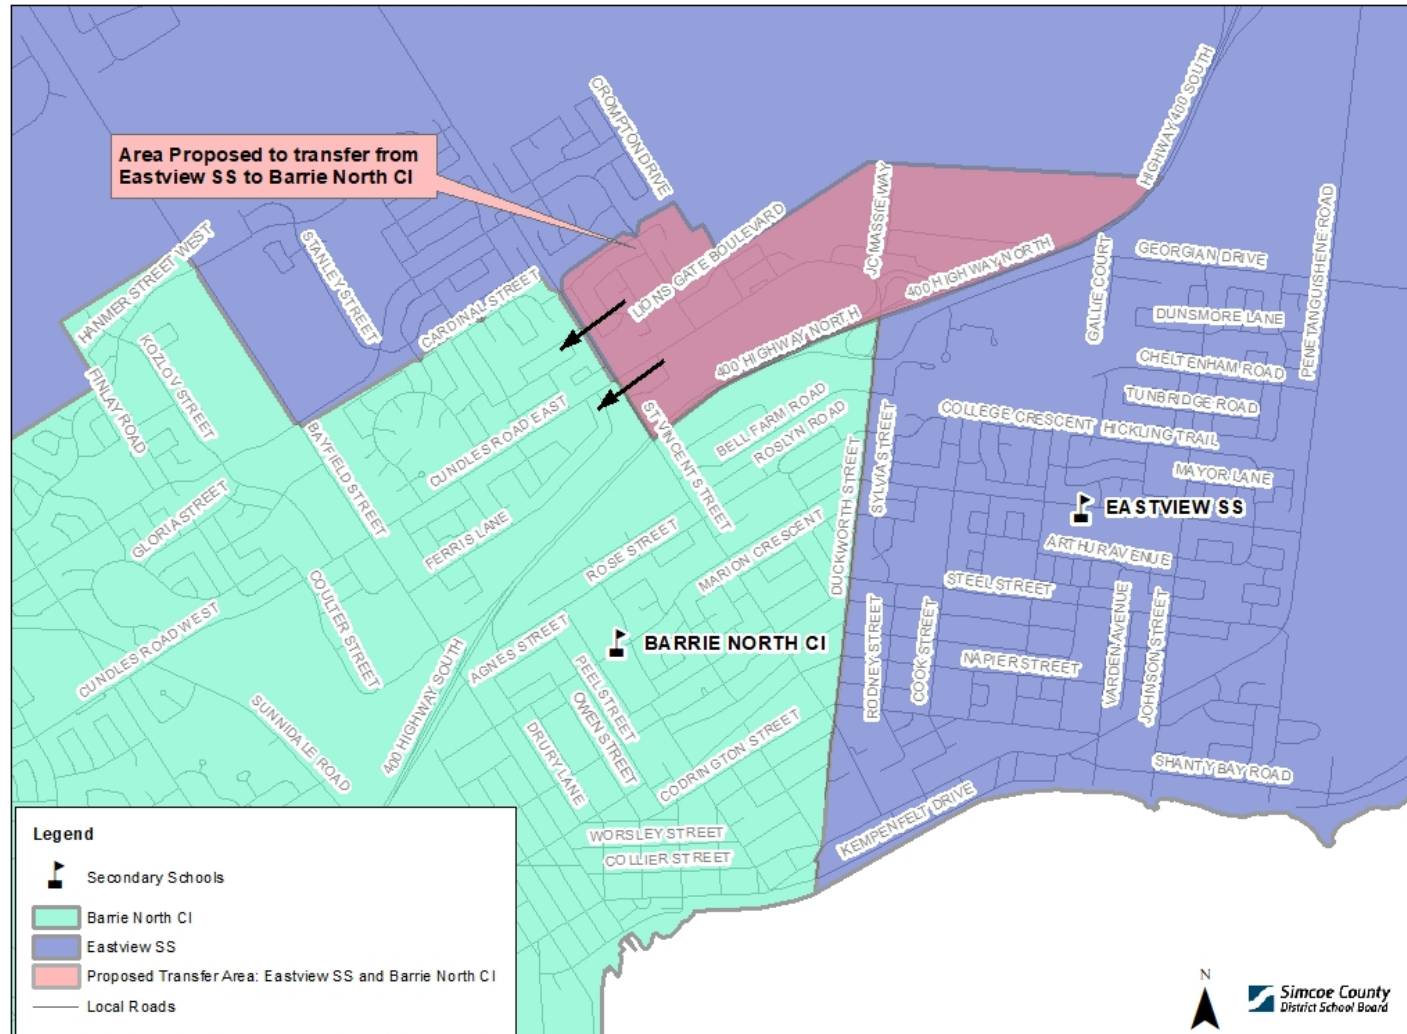 CROMPTON DRIVE
HIGHWAY 400 SOUTH
Area Proposed to transfer from
Eastview SS to Barrie North CI
JC MASSIE WAY
PENETANGUISHENE ROAD
LIONS GATE BOULEVARD
HANMER STREET WEST
STANLEY STREET
CARDINAL STREET
400 HIGHWAY NORTH
GALLIE COURT
GEORGIAN DRIVE
DUNSMORE LANE
400 HIGHWAY NORTH
CHELTENHAM ROAD
KOZLOV STREET
FINLAY ROAD
TUNBRIDGE ROAD
COLLEGE CRESCENT
HICKLING TRAIL
BELL FARM ROAD
ROSLYN ROAD
CUNDLES ROAD EAST
ST VINCENT STREET
BAYFIELD STREET
SYLVIA STREET
MAYOR LANE
DUCKWORTH STREET
GLORIA STREET
EASTVIEW SS
FERRIS LANE
ROSE STREET
MARION CRESCENT
ARTHUR AVENUE
STEEL STREET
COULTER STREET
CUNDLES ROAD WEST
AGNES STREET
BARRIE NORTH CI
RODNEY STREET
COOK STREET
NAPIER STREET
VARDEN AVENUE
JOHNSON STREET
400 HIGHWAY SOUTH
PEEL STREET
OWEN STREET
SUNNIDALE ROAD
DRURY LANE
CODRINGTON STREET
SHANTY BAY ROAD
KEMPENFELT DRIVE
WORSLEY STREET
COLLIER STREET
Legend
Secondary Schools
Barrie North CI
Eastview SS
Proposed Transfer Area: Eastview SS and Barrie North CI
Local Roads
N
Simcoe County
District School Board